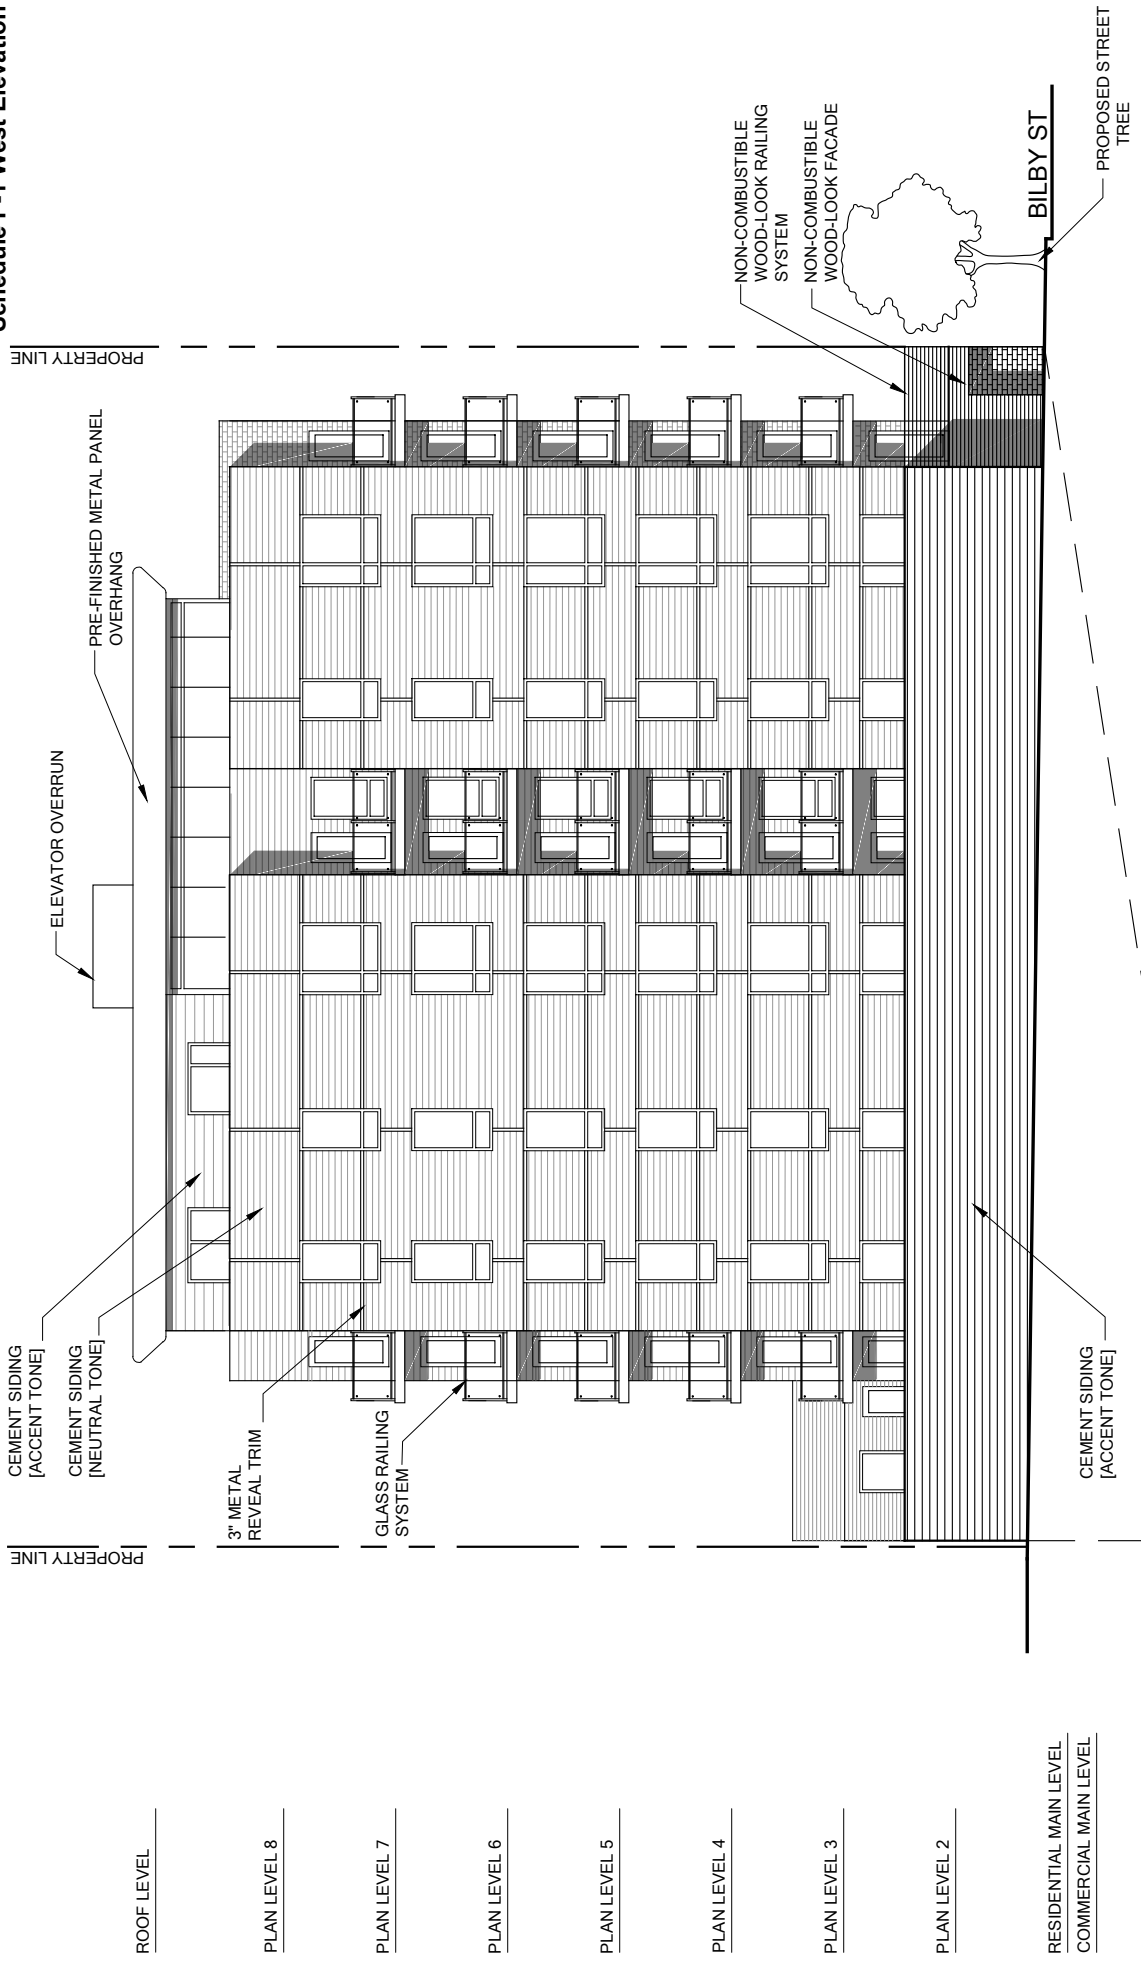 Schedule West Elevation
PROPERTY LINE
PROPERTY LINE
CEMENT SIDING
[ACCENT TONE]
CEMENT SIDING
[NEUTRAL TONE]
ELEVATOR OVERRUN
PRE-FINISHED METAL PANEL
OVERHANG
3" METAL
REVEAL TRIM
GLASS RAILING
SYSTEM
NON-COMBUSTIBLE
WOOD-LOOK RAILING
SYSTEM
NON-COMBUSTIBLE
WOOD-LOOK FACADE
BILBY ST
PROPOSED STREET
TREE
CEMENT SIDING
[ACCENT TONE]
ROOF LEVEL
PLAN LEVEL 8
PLAN LEVEL 7
PLAN LEVEL 6
PLAN LEVEL 5
PLAN LEVEL 4
PLAN LEVEL 3
PLAN LEVEL 2
RESIDENTIAL MAIN LEVEL
COMMERCIAL MAIN LEVEL